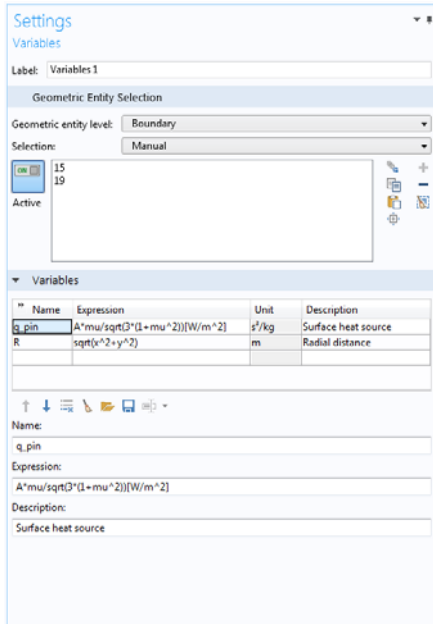 Settings
Variables
Label: Variables 1
Geometric Entity Selection
Geometric entity level: Boundary
Selection: Manual
15
19
Active
Variables
Name Expression Unit Description
q_pin A*mu/sqrt(3*(1+mu^2))[W/m^2] s³/kg Surface heat source
R sqrt(x^2+y^2) m Radial distance
Name:
q_pin
Expression:
A*mu/sqrt(3*(1+mu^2))[W/m^2]
Description:
Surface heat source